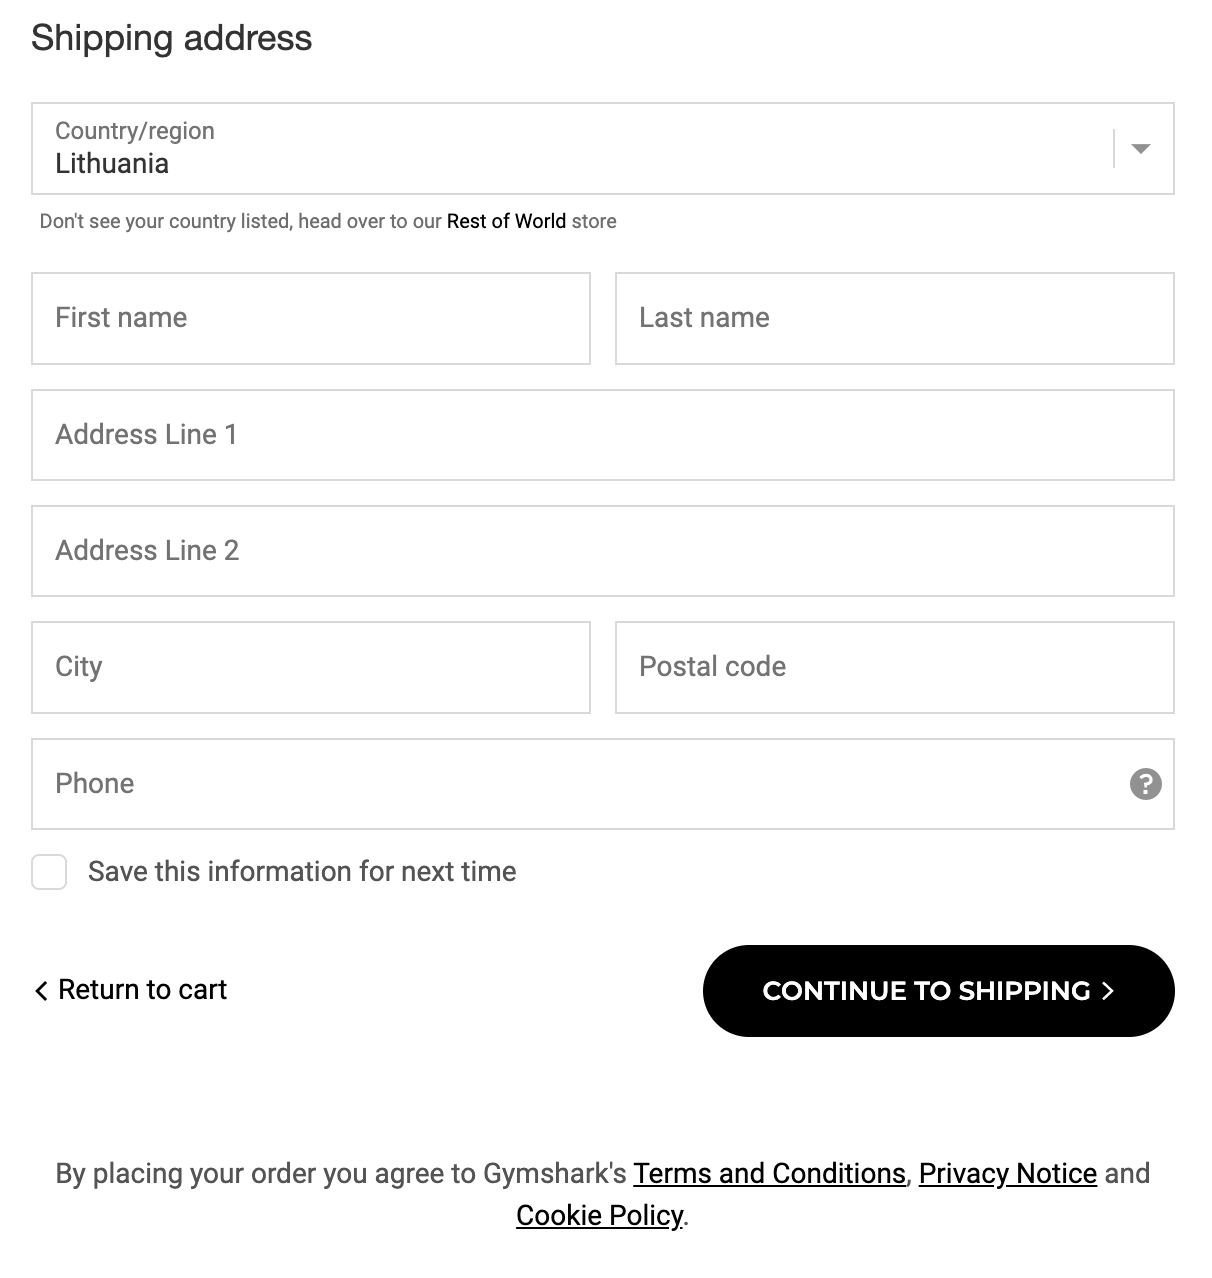 Shipping address
Country/region
Lithuania
Don't see your country listed, head over to our Rest of World store
First name
Last name
Address Line 1
Address Line 2
City
Postal code
Phone
?
Save this information for next time
< Return to cart
CONTINUE TO SHIPPING >
By placing your order you agree to Gymshark's Terms and Conditions, Privacy Notice and
Cookie Policy.